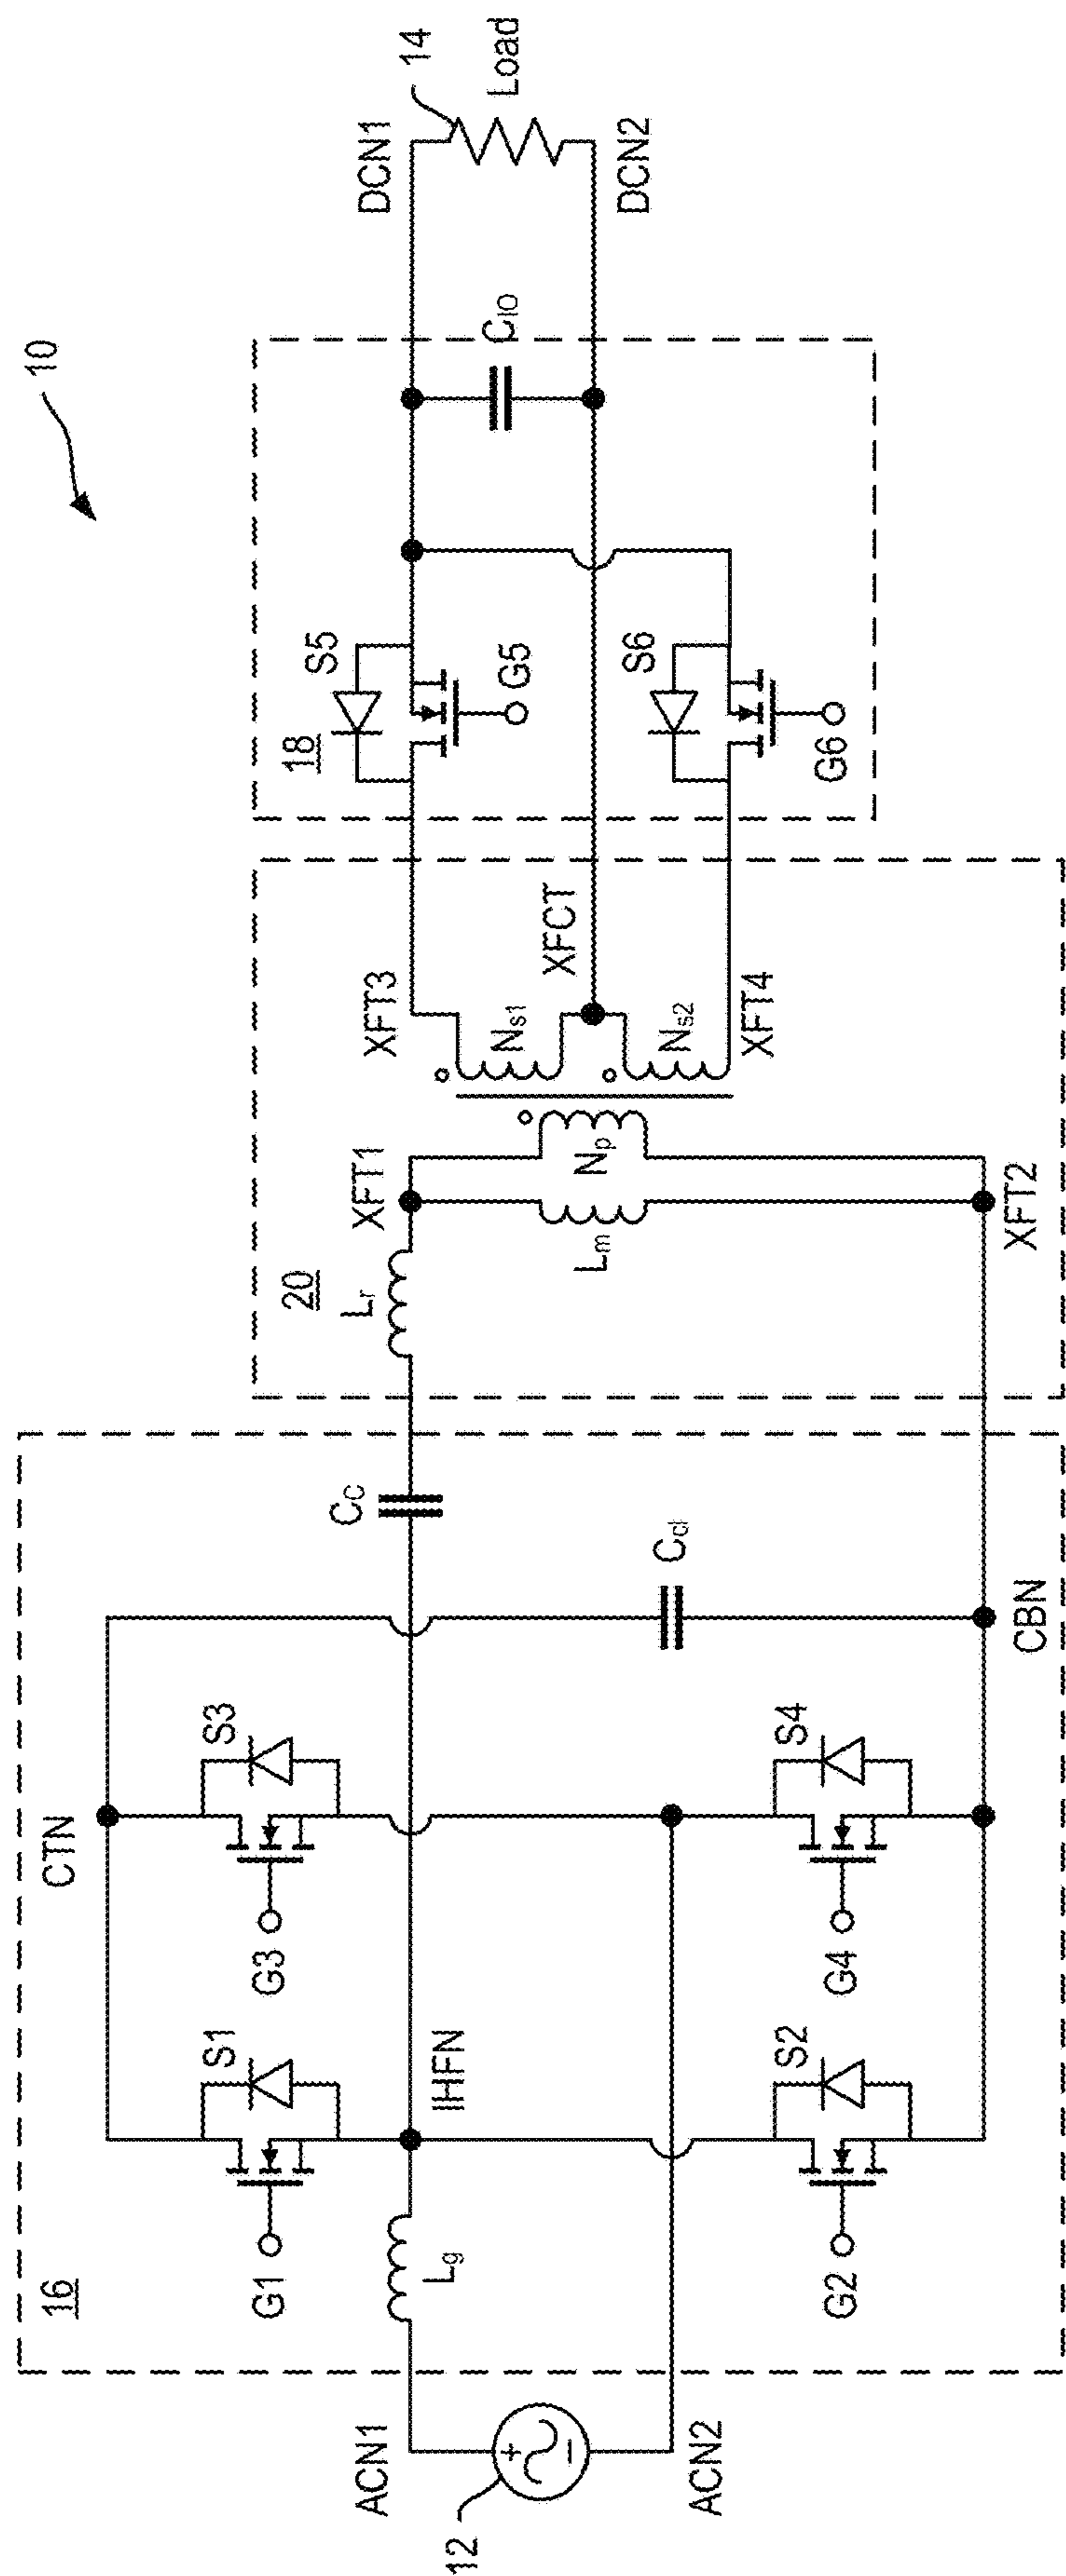 10
16
CTN
G1
S1
G3
S3
ACN1
12
ACN2
L₉
IHFN
G2
S2
G4
S4
C_C
C_cl
CBN
20
L_r
XFT1
L_m
N_p
XFT2
XFT3
N_s1
XFCT
N_s2
XFT4
18
S5
G5
S6
G6
C_IO
DCN1
14
Load
DCN2